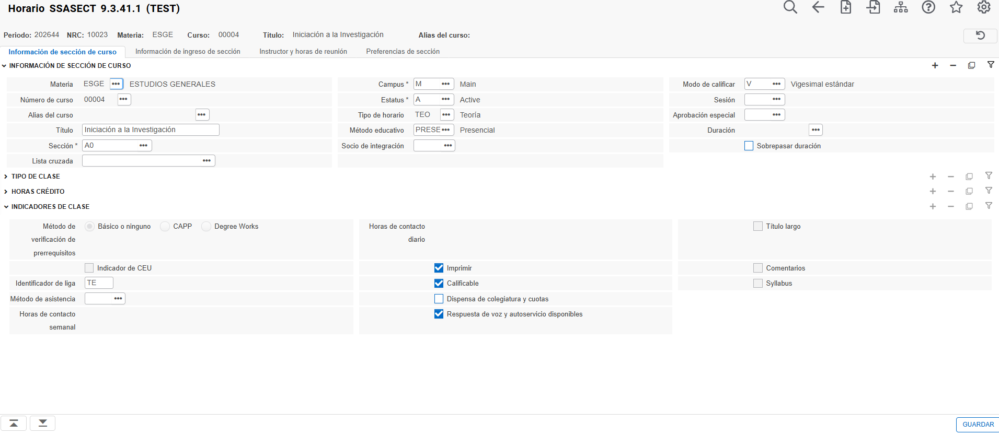 Horario SSASECT 9.3.41.1 (TEST)
Periodo: 202644 NRC: 10023 Materia: ESGE Curso: 00004 Título: Iniciación a la Investigación Alias del curso:
Información de sección de curso Información de ingreso de sección Instructor y horas de reunión Preferencias de sección
INFORMACIÓN DE SECCIÓN DE CURSO
Materia ESGE ESTUDIOS GENERALES Campus * M Main Modo de calificar V Vigesimal estándar
Número de curso 00004 Estatus * A Active Sesión
Alias del curso Tipo de horario TEO Teoría Aprobación especial
Título Iniciación a la Investigación Método educativo PRESE Presencial Duración
Sección * A0 Socio de integración Sobrepasar duración
Lista cruzada
TIPO DE CLASE
HORAS CRÉDITO
INDICADORES DE CLASE
Método de Básico o ninguno CAPP Degree Works Horas de contacto Título largo
verificación de diario
prerrequisitos
Indicador de CEU Imprimir Comentarios
Identificador de liga TE Calificable Syllabus
Método de asistencia Dispensa de colegiatura y cuotas
Horas de contacto Respuesta de voz y autoservicio disponibles
semanal
GUARDAR